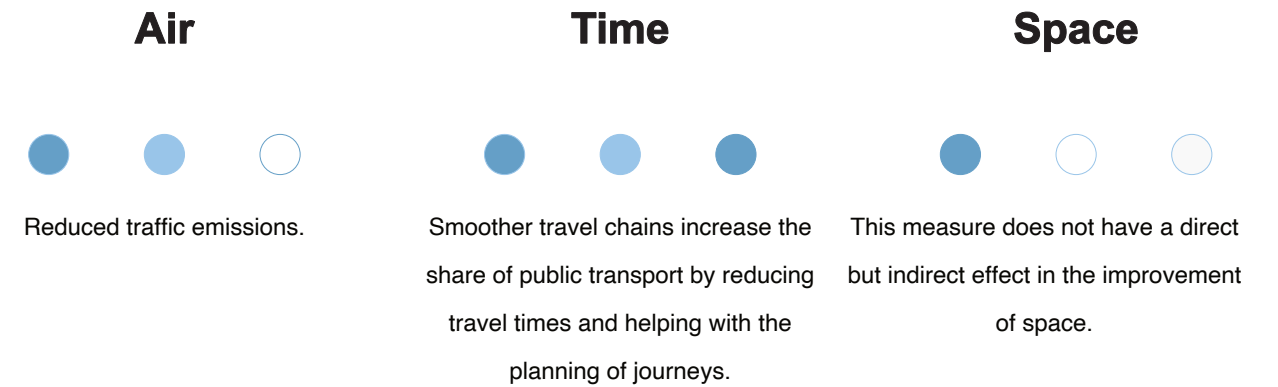 Air
Reduced traffic emissions.
Time
Smoother travel chains increase the
share of public transport by reducing
travel times and helping with the
planning of journeys.
Space
This measure does not have a direct
but indirect effect in the improvement
of space.